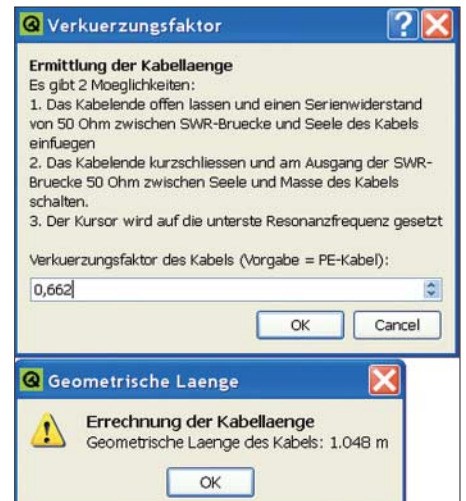 Verkuerzungsfaktor
Ermittlung der Kabellaenge
Es gibt 2 Moeglichkeiten:
1. Das Kabelende offen lassen und einen Serienwiderstand
von 50 Ohm zwischen SWR-Bruecke und Seele des Kabels
einfuegen
2. Das Kabelende kurzschliessen und am Ausgang der SWR-
Bruecke 50 Ohm zwischen Seele und Masse des Kabels
schalten.
3. Der Kursor wird auf die unterste Resonanzfrequenz gesetzt
Verkuerzungsfaktor des Kabels (Vorgabe = PE-Kabel):
0,662
OK Cancel
Geometrische Laenge
Errechnung der Kabellaenge
Geometrische Laenge des Kabels: 1.048 m
OK